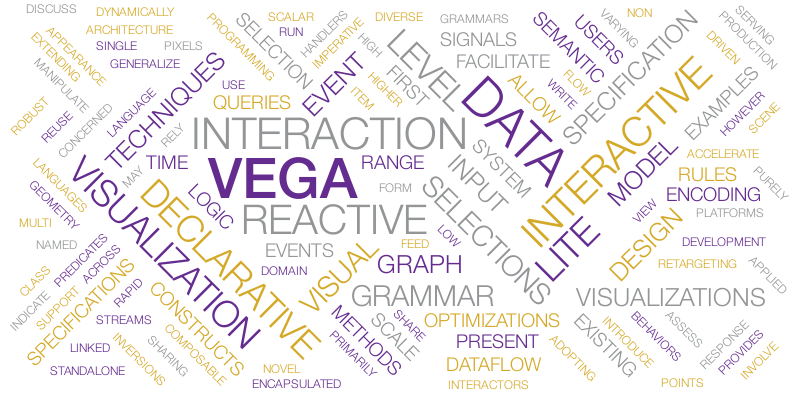 DISCUSS
DYNAMICALLY
SCALAR
DIVERSE
GRAMMARS
NON
SERVING
PRODUCTION
ARCHITECTURE
RUN
HANDLERS
IMPERATIVE
SELECTION
PROGRAMMING
SINGLE
PIXELS
GENERALIZE
APPEARANCE
EXTENDING
MANIPULATE
HIGH
FIRST
LEVEL
SIGNALS
FACILITATE
SEMANTIC
USERS
VARYING
SPECIFICATION
DRIVEN
EVENT
ITEM
HIGHER
ALLOW
FLOW
WRITE
INTERACTIVE
EXAMPLES
HOWEVER
SCENE
ROBUST
REUSE
CONCERNED
LANGUAGE
TECHNIQUES
RELY
USE
QUERIES
INTERACTION
DATA
SYSTEM
INPUT
MODEL
ACCELERATE
RULES
PURELY
ENCODING
PLATFORMS
VIEW
LANGUAGES
GEOMETRY
MULTI
MAY
TIME
VEGA
RANGE
FORM
LOGIC
VISUALIZATION
DECLARATIVE
REACTIVE
SELECTIONS
LITE
DESIGN
DEVELOPMENT
RETARGETING
APPLIED
NAMED
PREDICATES
ACROSS
CLASS
INDICATE
SUPPORT
SPECIFICATIONS
RAPID
EVENTS
DOMAIN
VISUAL
FEED
LOW
GRAPH
GRAMMAR
VISUALIZATIONS
STREAMS
CONSTRUCTS
COMPOSABLE
LINKED
STANDALONE
INVERSIONS
SHARING
METHODS
PRIMARILY
SHARE
SCALE
OPTIMIZATIONS
PRESENT
DATAFLOW
INTERACTORS
NOVEL
ENCAPSULATED
ADOPTING
EXISTING
INTRODUCE
BEHAVIORS
ASSESS
RESPONSE
PROVIDES
INVOLVE
POINTS